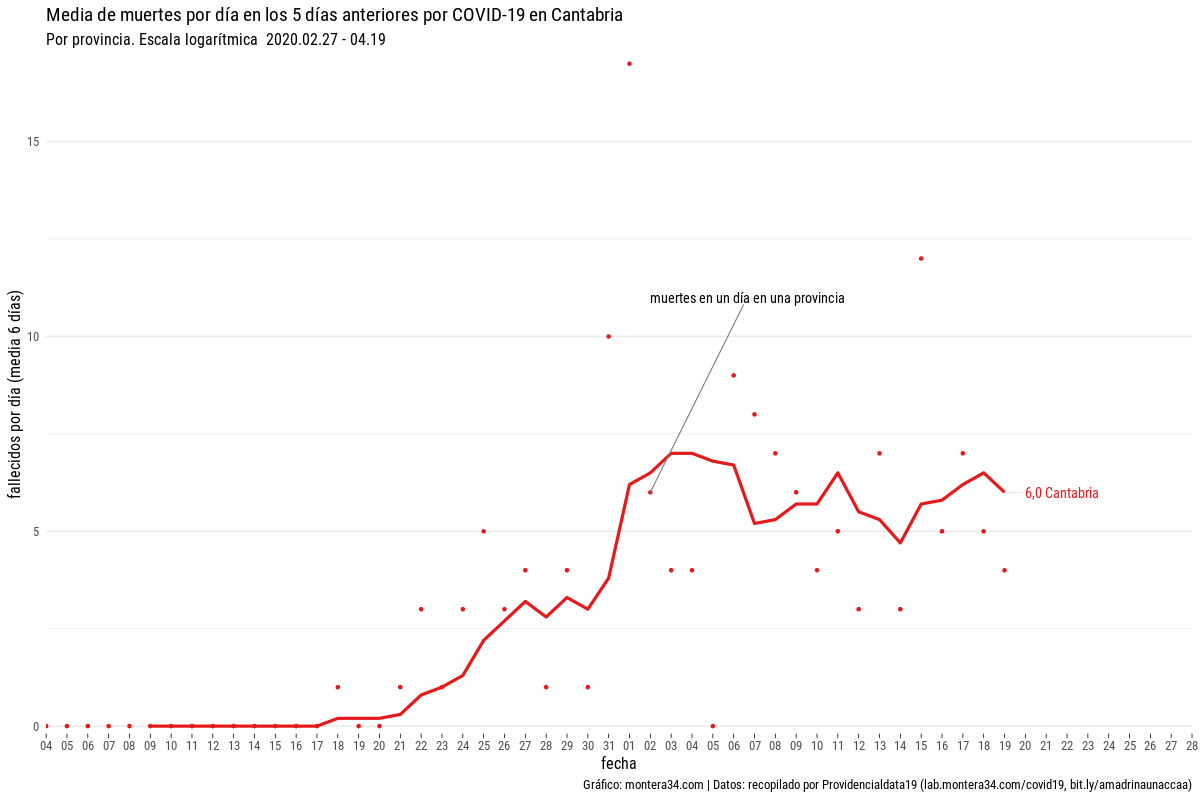 Media de muertes por día en los 5 días anteriores por COVID-19 en Cantabria
Por provincia. Escala logarítmica  2020.02.27 - 04.19
fallecidos por día (media 6 días)
15
10
5
0
muertes en un día en una provincia
6,0 Cantabria
04 05 06 07 08 09 10 11 12 13 14 15 16 17 18 19 20 21 22 23 24 25 26 27 28 29 30 31 01 02 03 04 05 06 07 08 09 10 11 12 13 14 15 16 17 18 19 20 21 22 23 24 25 26 27 28
fecha
Gráfico: montera34.com | Datos: recopilado por Providencialdata19 (lab.montera34.com/covid19, bit.ly/amadrinaunaccaa)